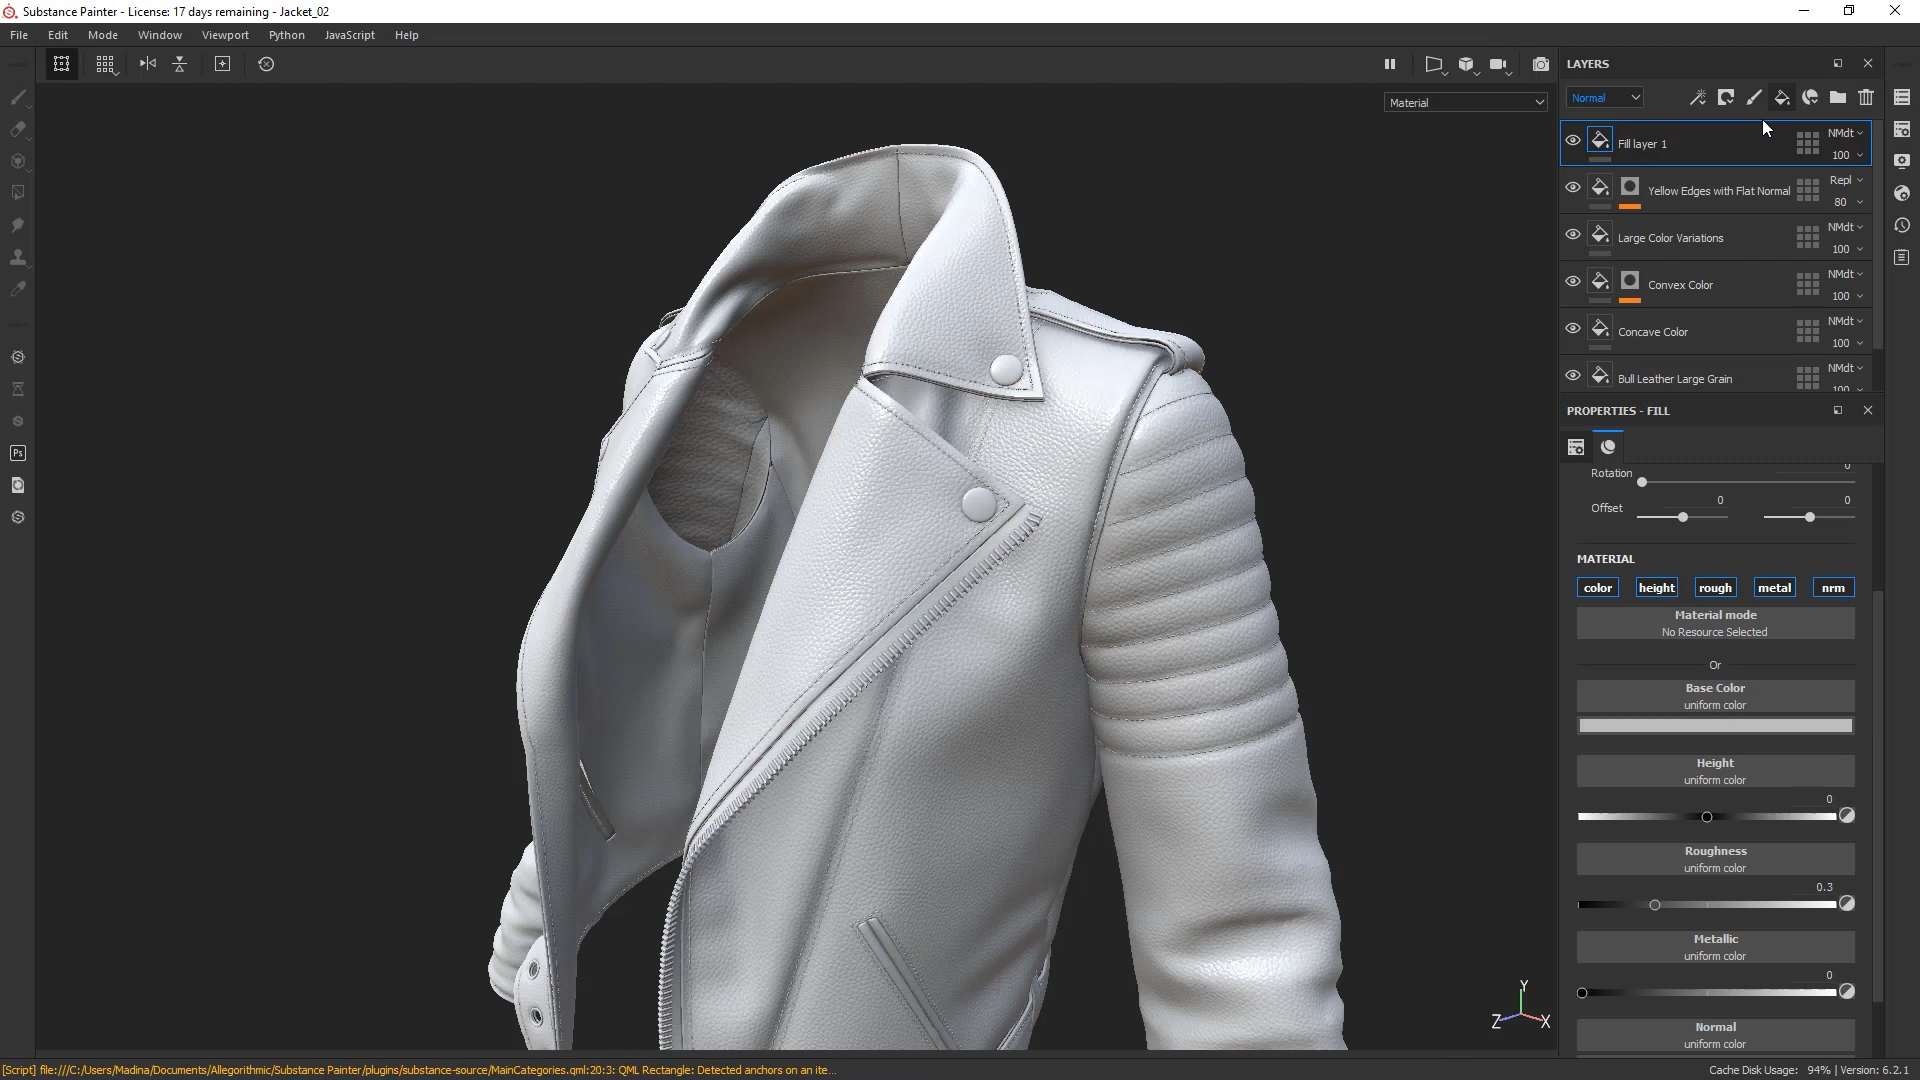 Substance Painter - License: 17 days remaining - Jacket_02
File Edit Mode Window Viewport Python JavaScript Help
Material
LAYERS
Normal
Fill layer 1
NMdt
100
Yellow Edges with Flat Normal
Repl
80
Large Color Variations
NMdt
100
Convex Color
NMdt
100
Concave Color
NMdt
100
Bull Leather Large Grain
NMdt
100
PROPERTIES - FILL
Rotation
0
Offset
0
0
MATERIAL
color height rough metal nrm
Material mode
No Resource Selected
Or
Base Color
uniform color
Height
uniform color
0
Roughness
uniform color
0.3
Metallic
uniform color
0
Normal
uniform color
Ps
Y
Z
X
[Script] file:///C:/Users/Madina/Documents/Allegorithmic/Substance Painter/plugins/substance-source/MainCategories.qml:20:3: QML Rectangle: Detected anchors on an ite...
Cache Disk Usage: 94% | Version: 6.2.1